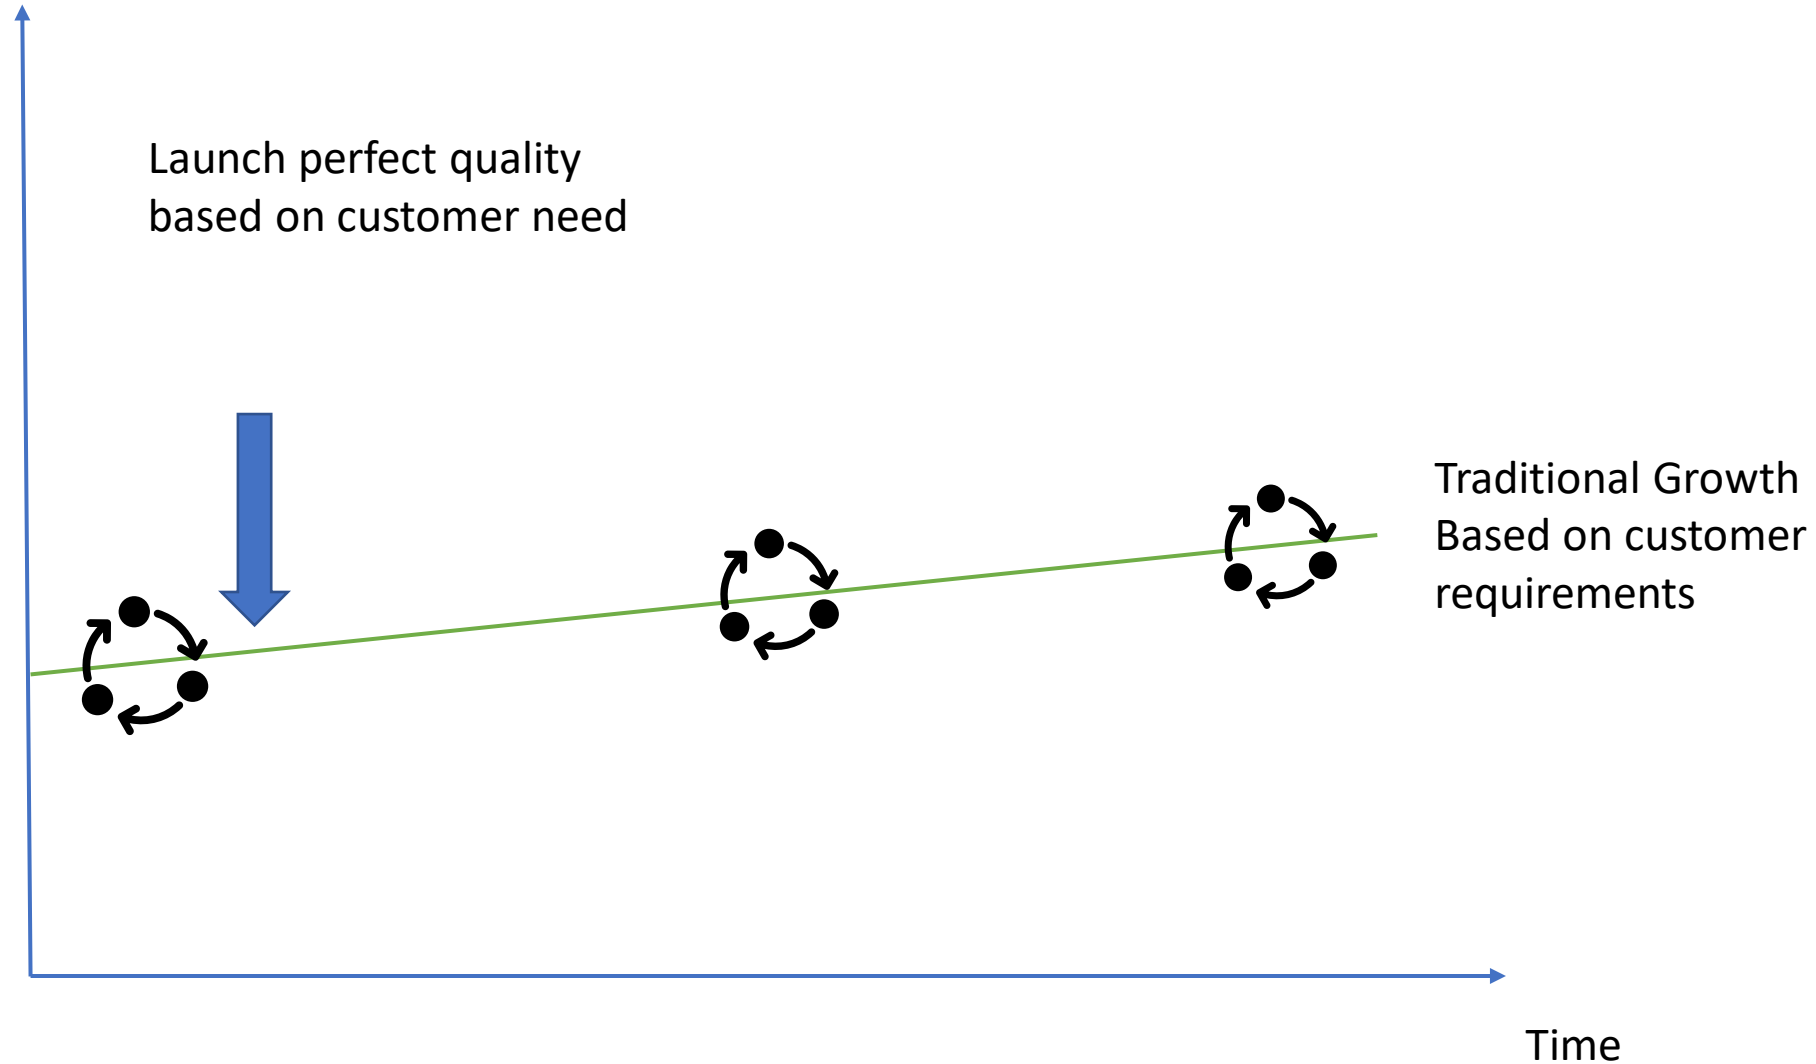 Launch perfect quality
based on customer need
Traditional Growth
Based on customer
requirements
Time